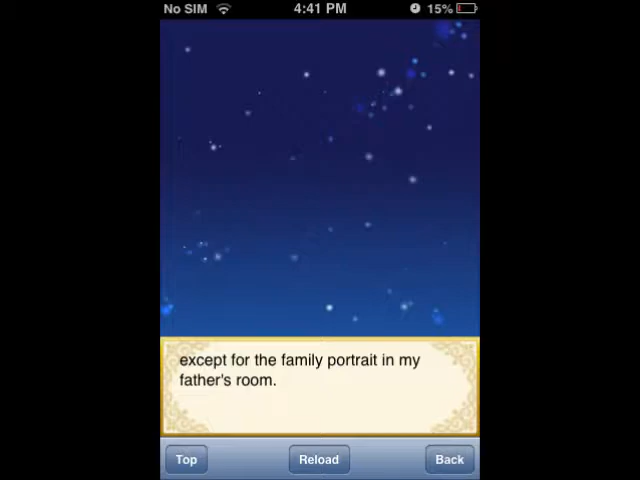 No SIM 4:41 PM 15%
except for the family portrait in my
father's room.
Top Reload Back